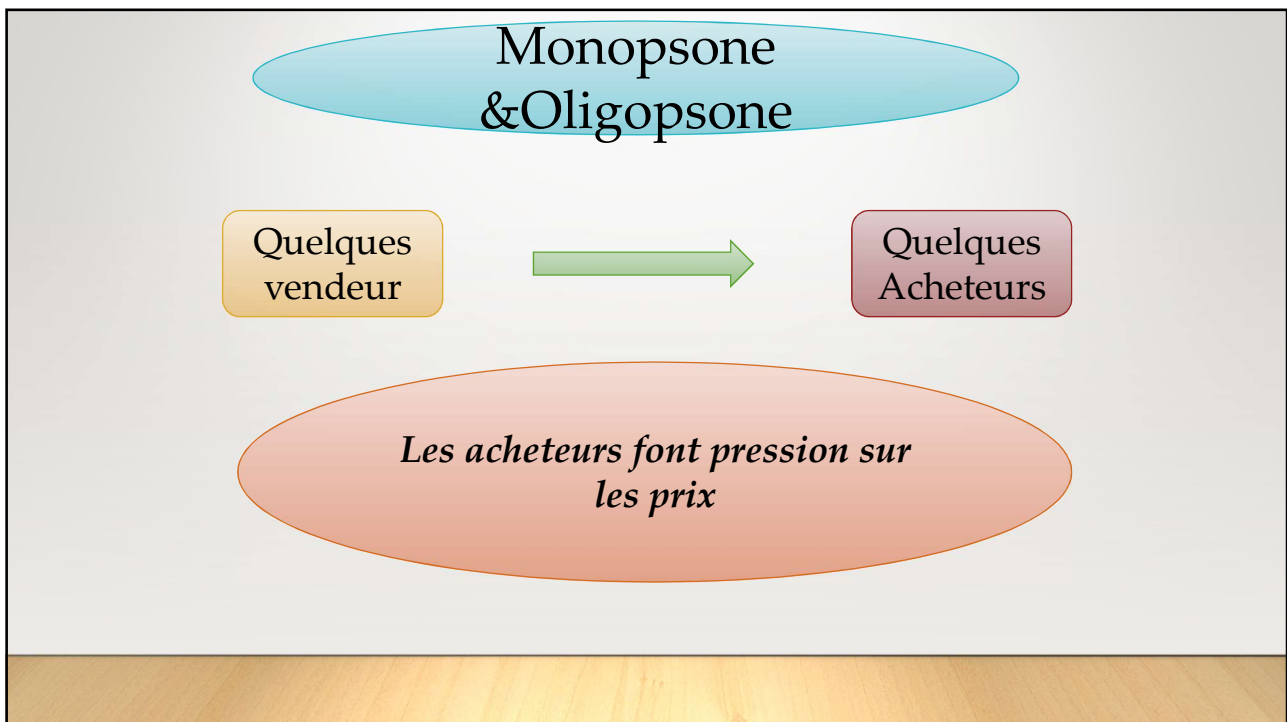 Monopsone
&Oligopsone
Quelques
vendeur
Quelques
Acheteurs
Les acheteurs font pression sur
les prix